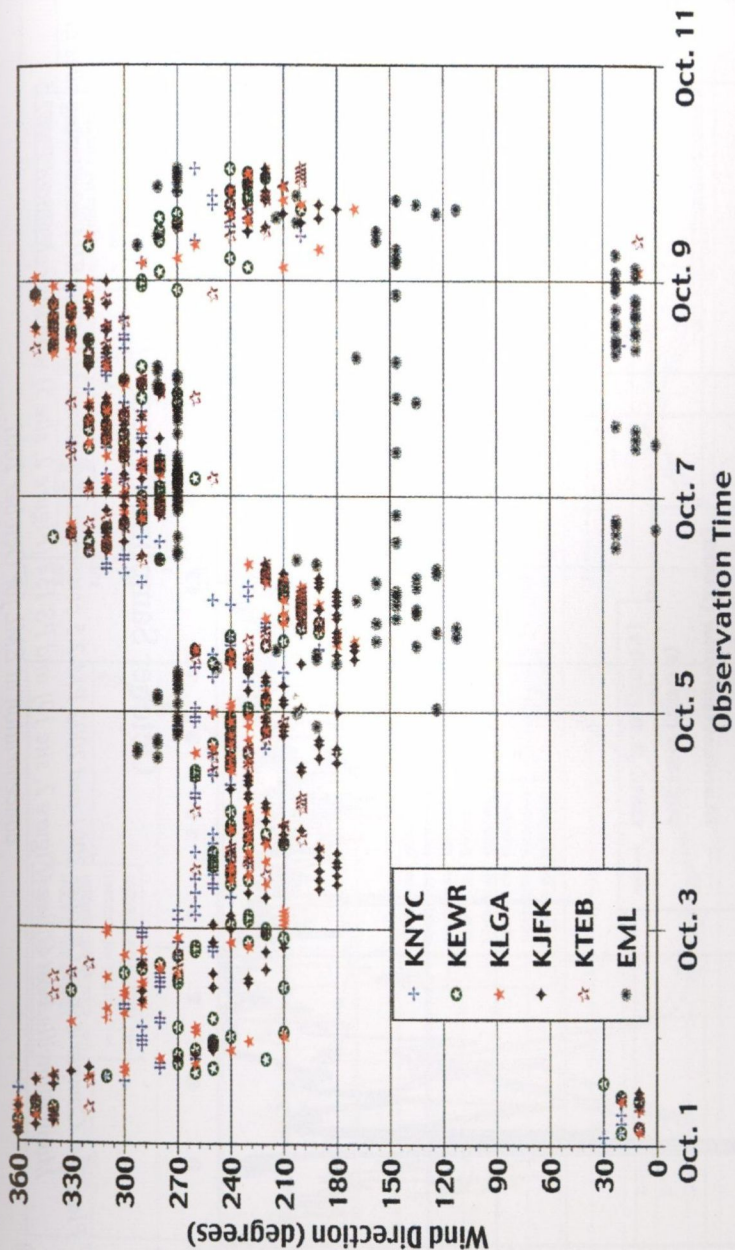 Wind Direction (degrees)
360
330
300
270
240
210
180
150
120
90
60
30
0
KNYC
KEWR
KLGA
KJFK
KTEB
EML
Oct. 1
Oct. 3
Oct. 5
Oct. 7
Oct. 9
Oct. 11
Observation Time